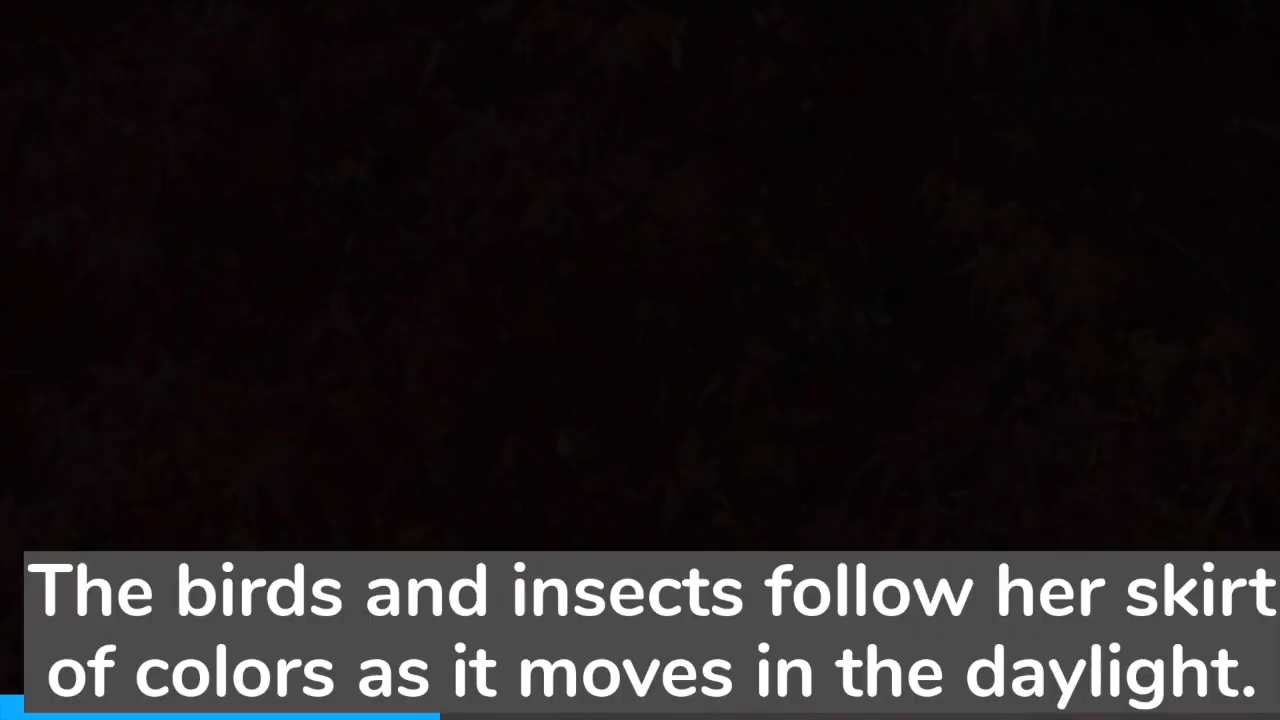 The birds and insects follow her skirt
of colors as it moves in the daylight.